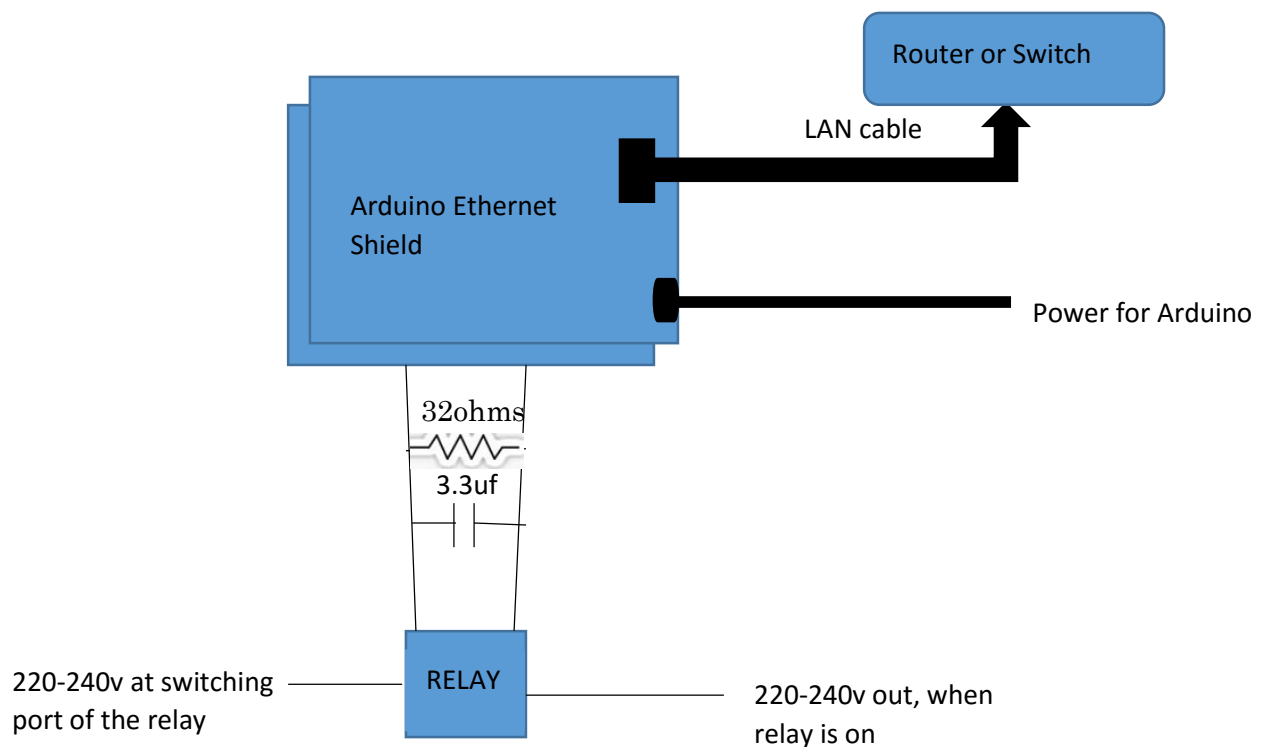 Router or Switch
LAN cable
Arduino Ethernet
Shield
Power for Arduino
32ohms
3.3uf
220-240v at switching
port of the relay
RELAY
220-240v out, when
relay is on